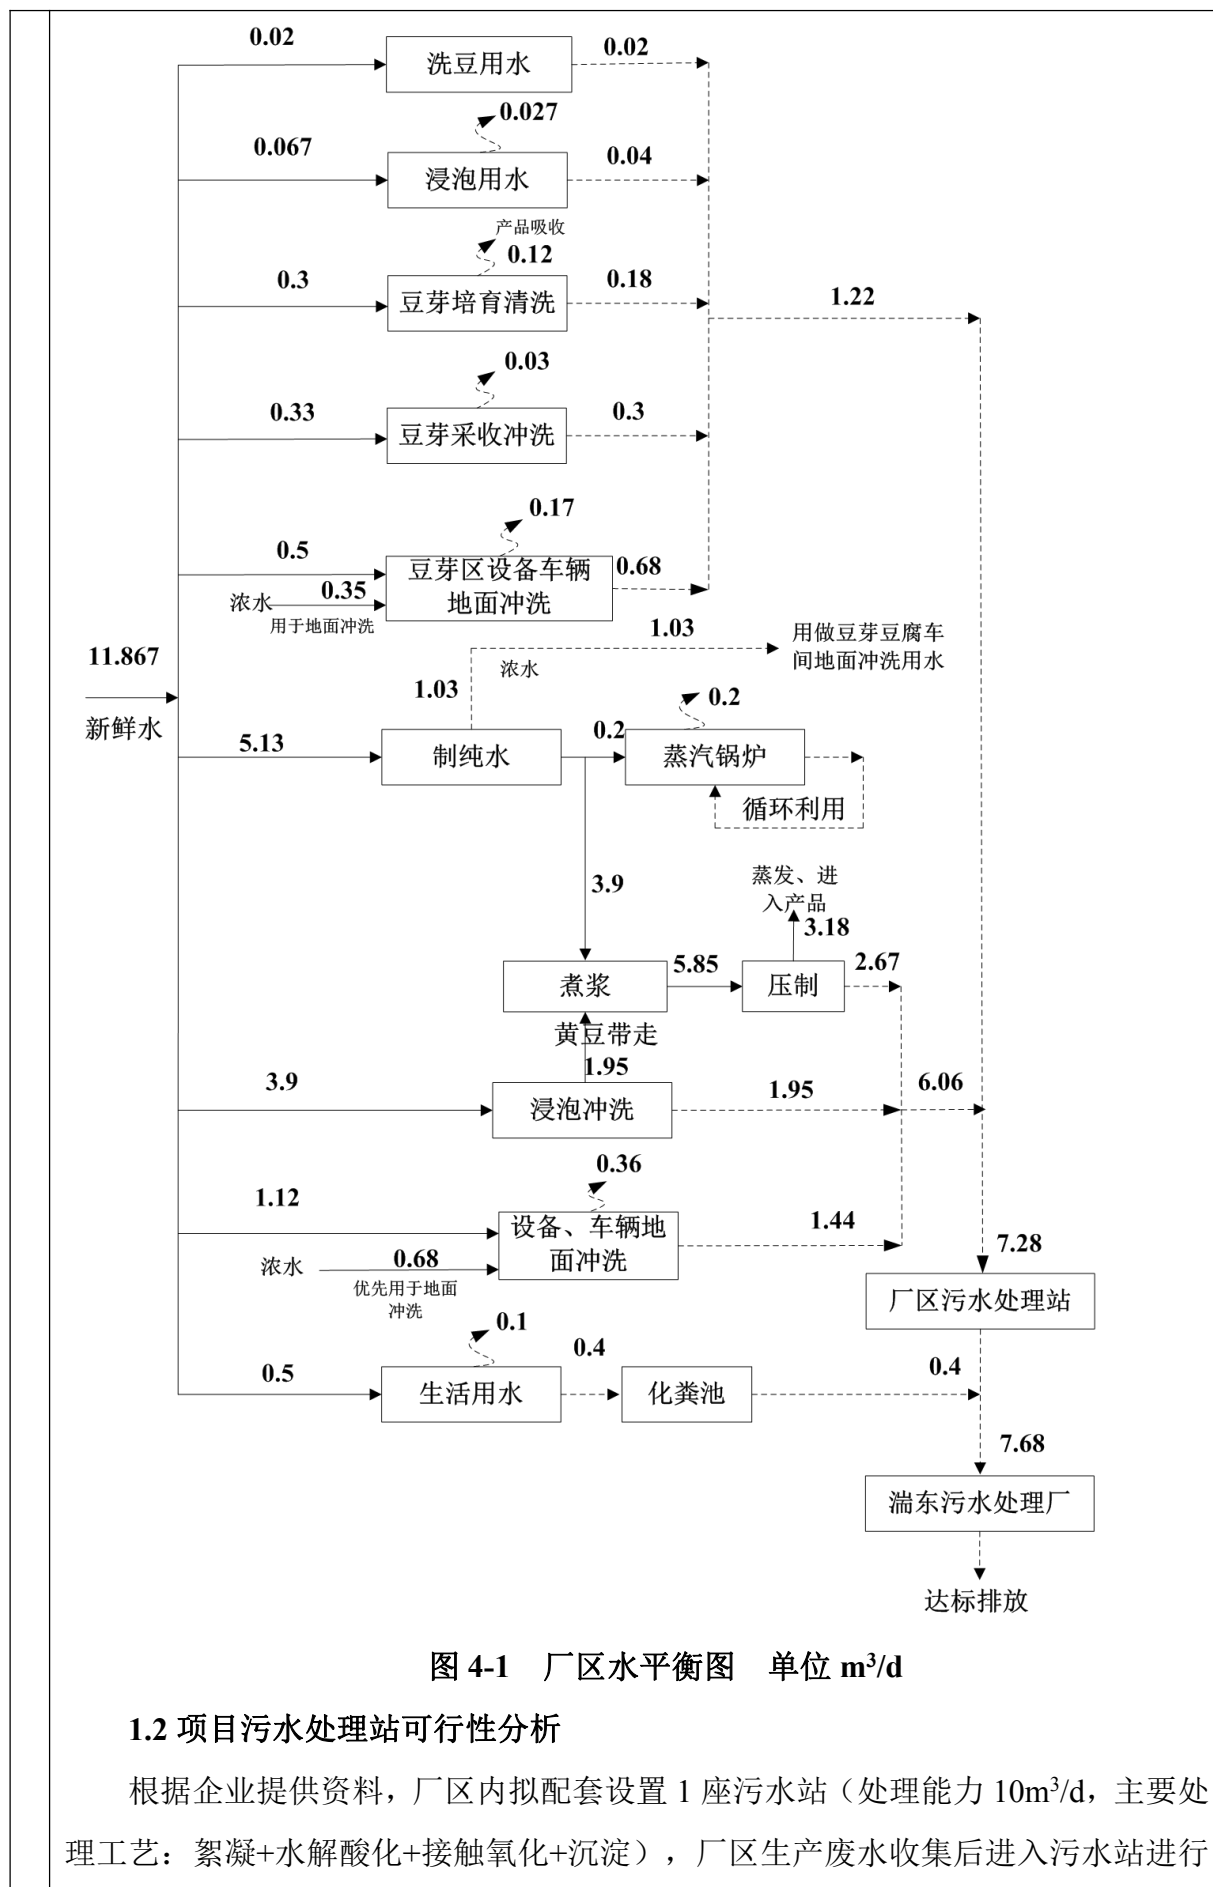 0.02
洗豆用水
0.02
0.027
0.067
浸泡用水
0.04
产品吸收
0.12
0.3
豆芽培育清洗
0.18
1.22
0.03
0.33
豆芽采收冲洗
0.3
0.17
0.5
豆芽区设备车辆
地面冲洗
0.68
浓水
0.35
用于地面冲洗
1.03
用做豆芽豆腐车
间地面冲洗用水
浓水
11.867
新鲜水
1.03
0.2
5.13
制纯水
0.2
蒸汽锅炉
循环利用
3.9
蒸发、进
入产品
3.18
煮浆
5.85
压制
2.67
黄豆带走
1.95
3.9
浸泡冲洗
1.95
6.06
0.36
1.12
设备、车辆地
面冲洗
1.44
浓水
0.68
优先用于地面
冲洗
7.28
厂区污水处理站
0.1
0.5
生活用水
0.4
化粪池
0.4
7.68
湍东污水处理厂
达标排放
图 4-1 厂区水平衡图 单位 m³/d
1.2 项目污水处理站可行性分析
根据企业提供资料，厂区内拟配套设置 1 座污水站（处理能力 10m³/d，主要处
理工艺：絮凝+水解酸化+接触氧化+沉淀），厂区生产废水收集后进入污水站进行